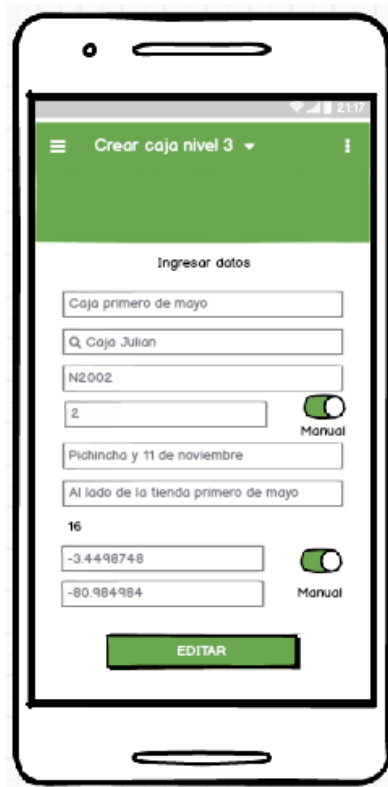 21:17
Crear caja nivel 3
Ingresar datos
Caja primero de mayo
Caja Julian
N2002
2
Manual
Pichincha y 11 de noviembre
Al lado de la tienda primero de mayo
16
-3.4498748
-80.984984
Manual
EDITAR